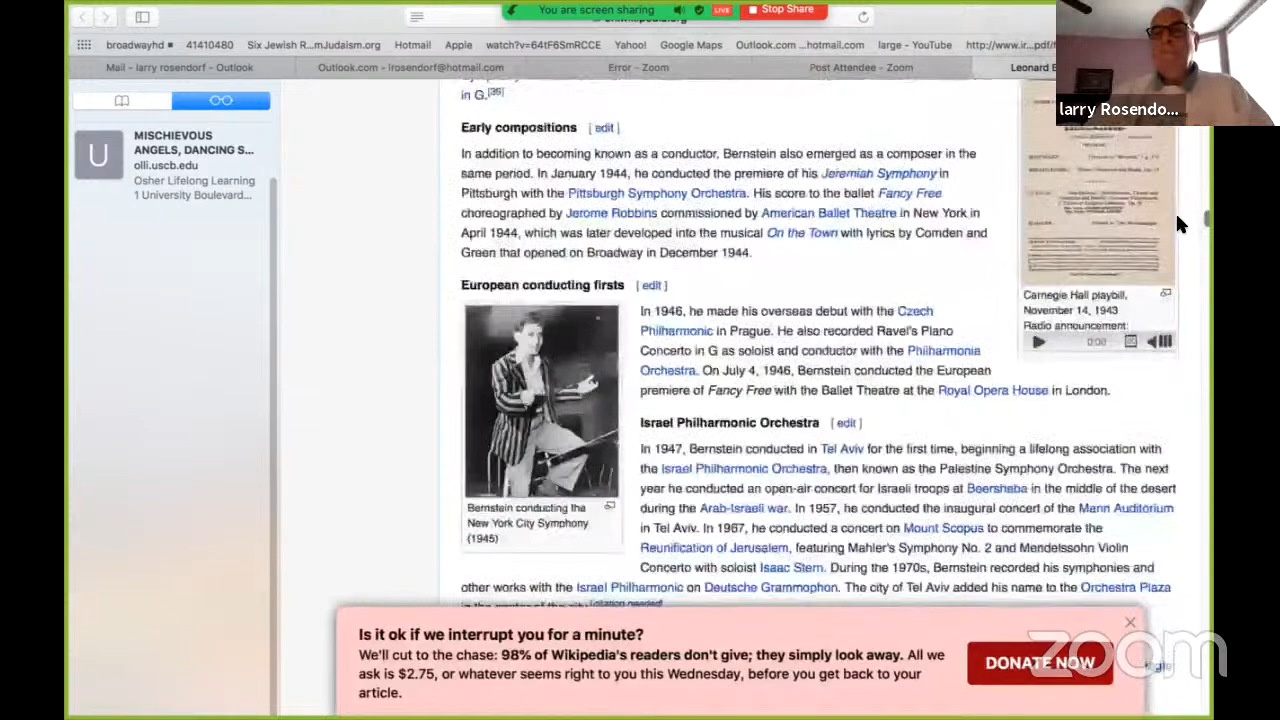 You are screen sharing
LIVE
Stop Share
broadwayhd
41410480
Six Jewish R...mJudaism.org
Hotmail
Apple
watch?v=64tF6SmRCCE
Yahoo!
Google Maps
Outlook.com ...hotmail.com
large - YouTube
http://www.ir...pdf/
Mail - larry rosendorf - Outlook
Outlook.com - lrosendorf@hotmail.com
Error - Zoom
Post Attendee - Zoom
Leonard
larry Rosendo...
U
MISCHIEVOUS
ANGELS, DANCING S...
olli.uscb.edu
Osher Lifelong Learning
1 University Boulevard...
in G.[35]
Early compositions [ edit ]
In addition to becoming known as a conductor, Bernstein also emerged as a composer in the
same period. In January 1944, he conducted the premiere of his Jeremiah Symphony in
Pittsburgh with the Pittsburgh Symphony Orchestra. His score to the ballet Fancy Free
choreographed by Jerome Robbins commissioned by American Ballet Theatre in New York in
April 1944, which was later developed into the musical On the Town with lyrics by Comden and
Green that opened on Broadway in December 1944.
Carnegie Hall playbill,
November 14, 1943
Radio announcement:
0:00
European conducting firsts [ edit ]
In 1946, he made his overseas debut with the Czech
Philharmonic in Prague. He also recorded Ravel's Piano
Concerto in G as soloist and conductor with the Philharmonia
Orchestra. On July 4, 1946, Bernstein conducted the European
premiere of Fancy Free with the Ballet Theatre at the Royal Opera House in London.
Bernstein conducting the
New York City Symphony
(1945)
Israel Philharmonic Orchestra [ edit ]
In 1947, Bernstein conducted in Tel Aviv for the first time, beginning a lifelong association with
the Israel Philharmonic Orchestra, then known as the Palestine Symphony Orchestra. The next
year he conducted an open-air concert for Israeli troops at Beersheba in the middle of the desert
during the Arab-Israeli war. In 1957, he conducted the inaugural concert of the Mann Auditorium
in Tel Aviv. In 1967, he conducted a concert on Mount Scopus to commemorate the
Reunification of Jerusalem, featuring Mahler's Symphony No. 2 and Mendelssohn Violin
Concerto with soloist Isaac Stern. During the 1970s, Bernstein recorded his symphonies and
other works with the Israel Philharmonic on Deutsche Grammophon. The city of Tel Aviv added his name to the Orchestra Plaza
in the center of the city.[citation needed]
Is it ok if we interrupt you for a minute?
We'll cut to the chase: 98% of Wikipedia's readers don't give; they simply look away. All we
ask is $2.75, or whatever seems right to you this Wednesday, before you get back to your
article.
DONATE NOW
zoom